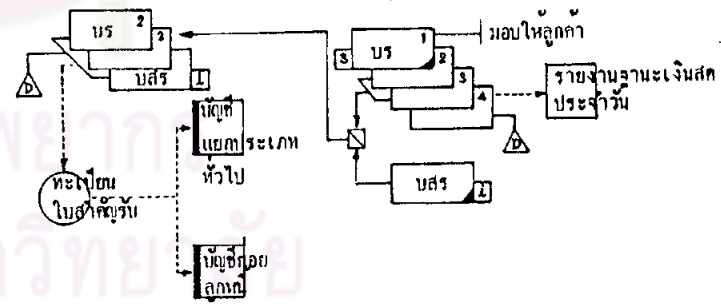 บร 2
3
บสร 1
D
ทะเบียน
ใบสำคัญรับ
บัญชี
แยกประเภท
ทั่วไป
บัญชีย่อย
ลูกหนี้
3 บร 1
2
3
4
มอบให้ลูกค้า
รายงานฐานะเงินสด
ประจำวัน
D
บสร 1